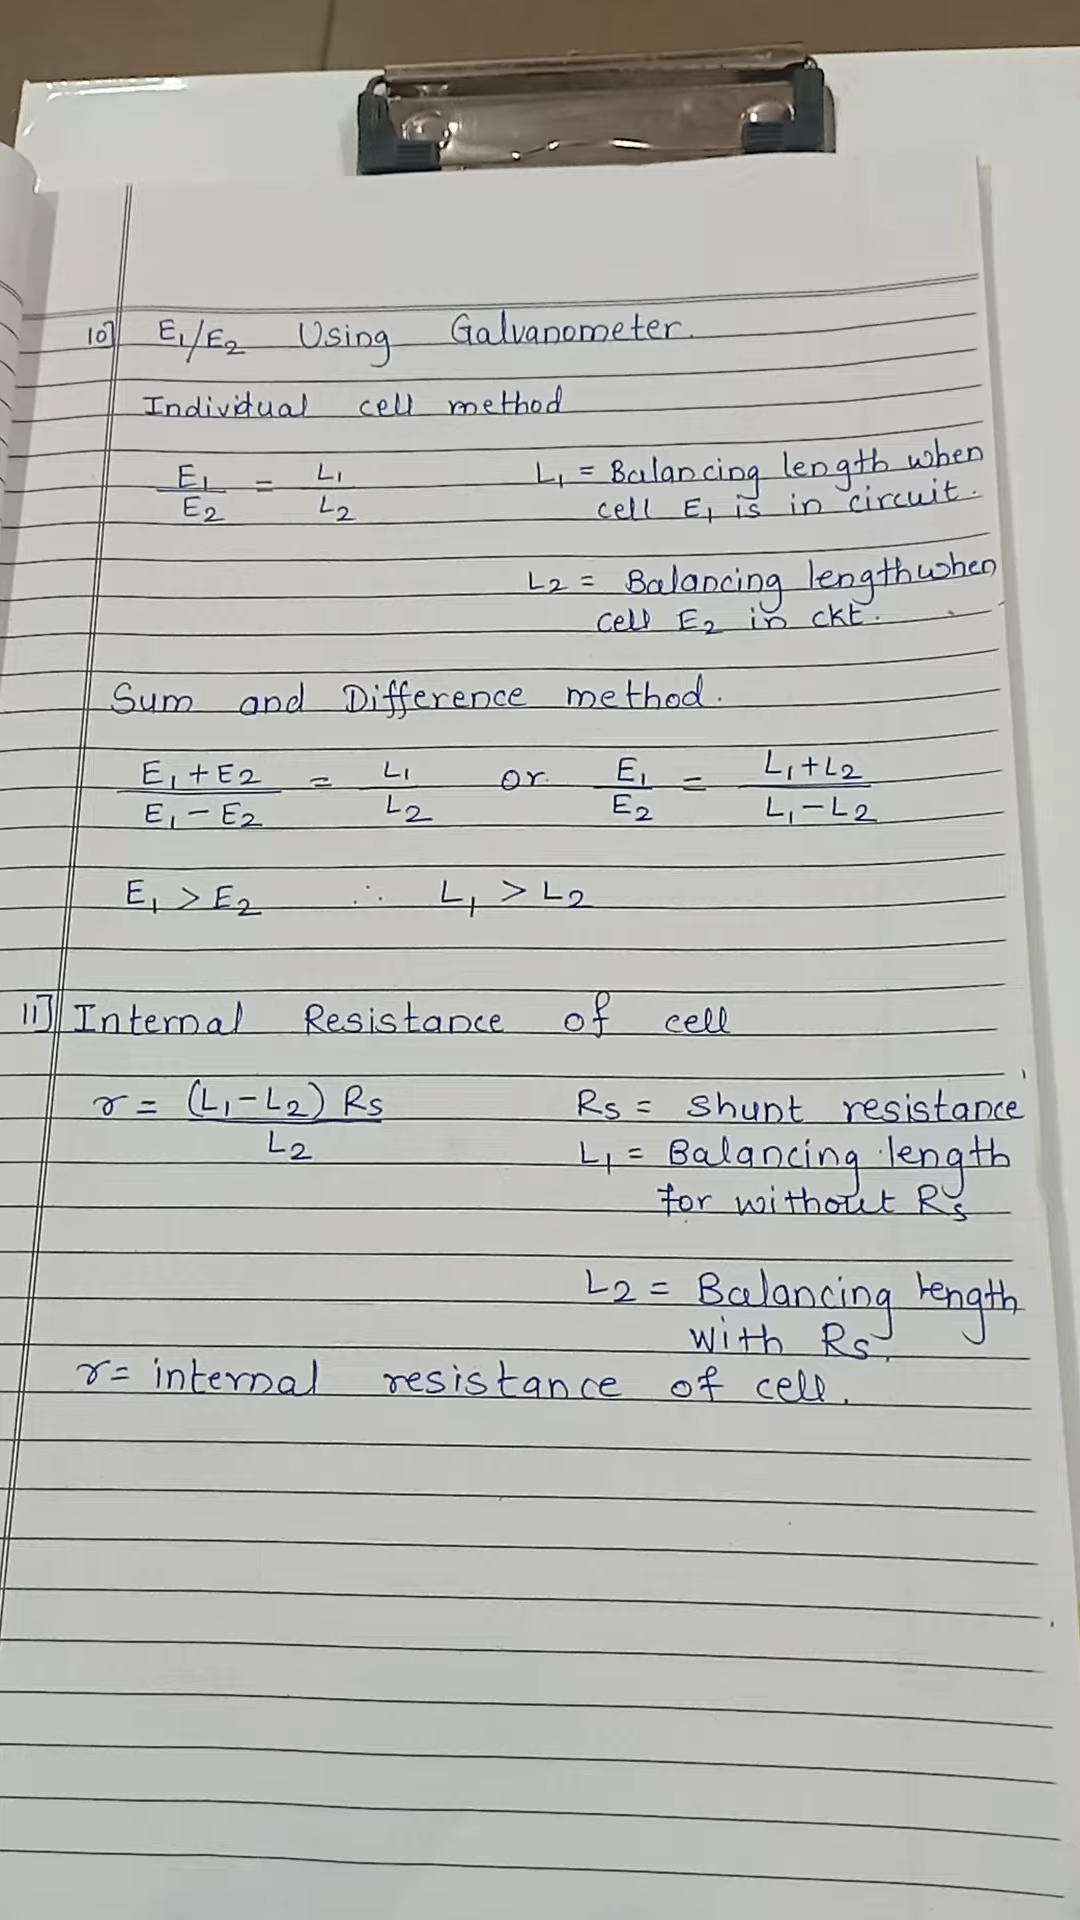 10] E₁/E₂ Using Galvanometer.
Individual cell method
E₁/E₂ = L₁/L₂
L₁ = Balancing length when
cell E₁ is in circuit.
L2 = Balancing length when
cell E₂ in ckt.
Sum and Difference method.
E₁+E2/E₁-E2 = L₁/L2 or E₁/E2 = L₁+L2/L₁-L2
E₁ > E2 ∴ L₁ > L2
11] Internal Resistance of cell
r = (L₁-L2) Rs/L2
Rs = Shunt resistance
L₁ = Balancing length
for without Rs
L2 = Balancing length
with Rs.
r = internal resistance of cell.